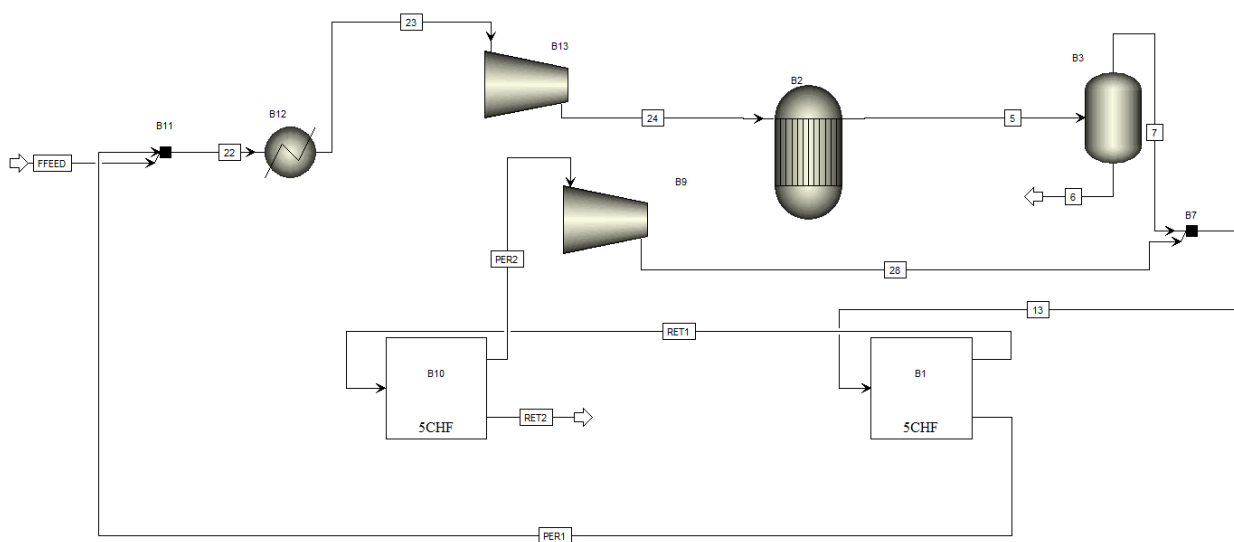 23
B13
B3
B2
B12
B11
24
5
7
FFEED
22
B9
6
B7
PER2
28
13
RET1
B10
B1
RET2
5CHF
5CHF
PER1